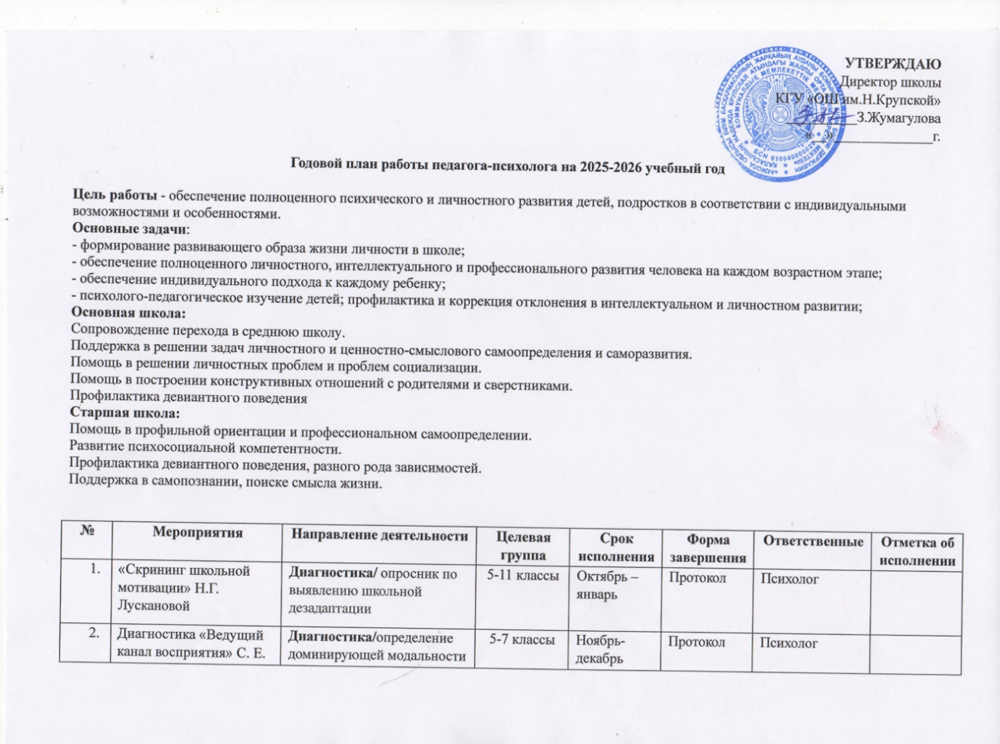 УТВЕРЖДАЮ
Директор школы
КГУ «ОШ им.Н.Крупской»
__________З.Жумагулова
«__»______________г.
Годовой план работы педагога-психолога на 2025-2026 учебный год
Цель работы - обеспечение полноценного психического и личностного развития детей, подростков в соответствии с индивидуальными
возможностями и особенностями.
Основные задачи:
- формирование развивающего образа жизни личности в школе;
- обеспечение полноценного личностного, интеллектуального и профессионального развития человека на каждом возрастном этапе;
- обеспечение индивидуального подхода к каждому ребенку;
- психолого-педагогическое изучение детей; профилактика и коррекция отклонения в интеллектуальном и личностном развитии;
Основная школа:
Сопровождение перехода в среднюю школу.
Поддержка в решении задач личностного и ценностно-смыслового самоопределения и саморазвития.
Помощь в решении личностных проблем и проблем социализации.
Помощь в построении конструктивных отношений с родителями и сверстниками.
Профилактика девиантного поведения
Старшая школа:
Помощь в профильной ориентации и профессиональном самоопределении.
Развитие психосоциальной компетентности.
Профилактика девиантного поведения, разного рода зависимостей.
Поддержка в самопознании, поиске смысла жизни.
№ Мероприятия Направление деятельности Целевая Срок Форма Ответственные Отметка об
группа исполнения завершения исполнении
1. «Скрининг школьной Диагностика/ опросник по 5-11 классы Октябрь – Протокол Психолог
мотивации» Н.Г. выявлению школьной январь
Лускановой дезадаптации
2. Диагностика «Ведущий Диагностика/определение 5-7 классы Ноябрь- Протокол Психолог
канал восприятия» С. Е. доминирующей модальности декабрь